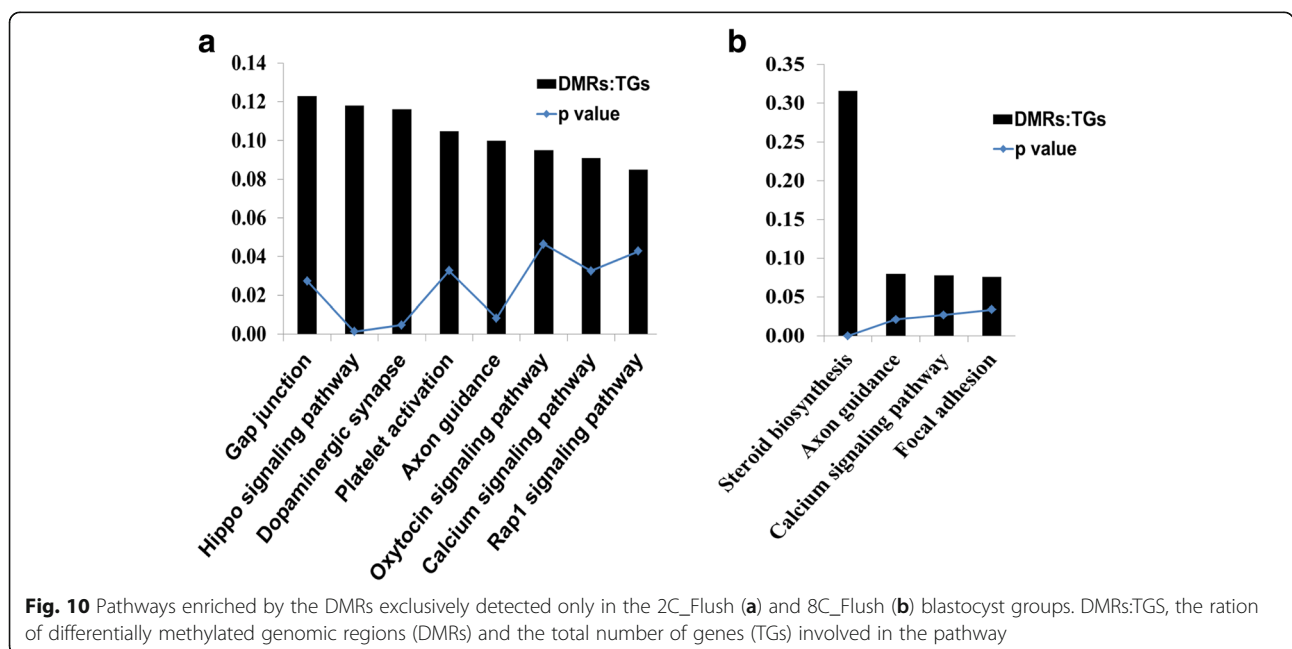 a
0.14
0.12
0.10
0.08
0.06
0.04
0.02
0.00
DMRs:TGs
p value
Gap junction
Hippo signaling pathway
Dopaminergic synapse
Platelet activation
Axon guidance
Oxytocin signaling pathway
Calcium signaling pathway
Rap1 signaling pathway
b
0.35
0.30
0.25
0.20
0.15
0.10
0.05
0.00
DMRs:TGs
p value
Steroid biosynthesis
Axon guidance
Calcium signaling pathway
Focal adhesion
Fig. 10 Pathways enriched by the DMRs exclusively detected only in the 2C_Flush (a) and 8C_Flush (b) blastocyst groups. DMRs:TGS, the ration
of differentially methylated genomic regions (DMRs) and the total number of genes (TGs) involved in the pathway